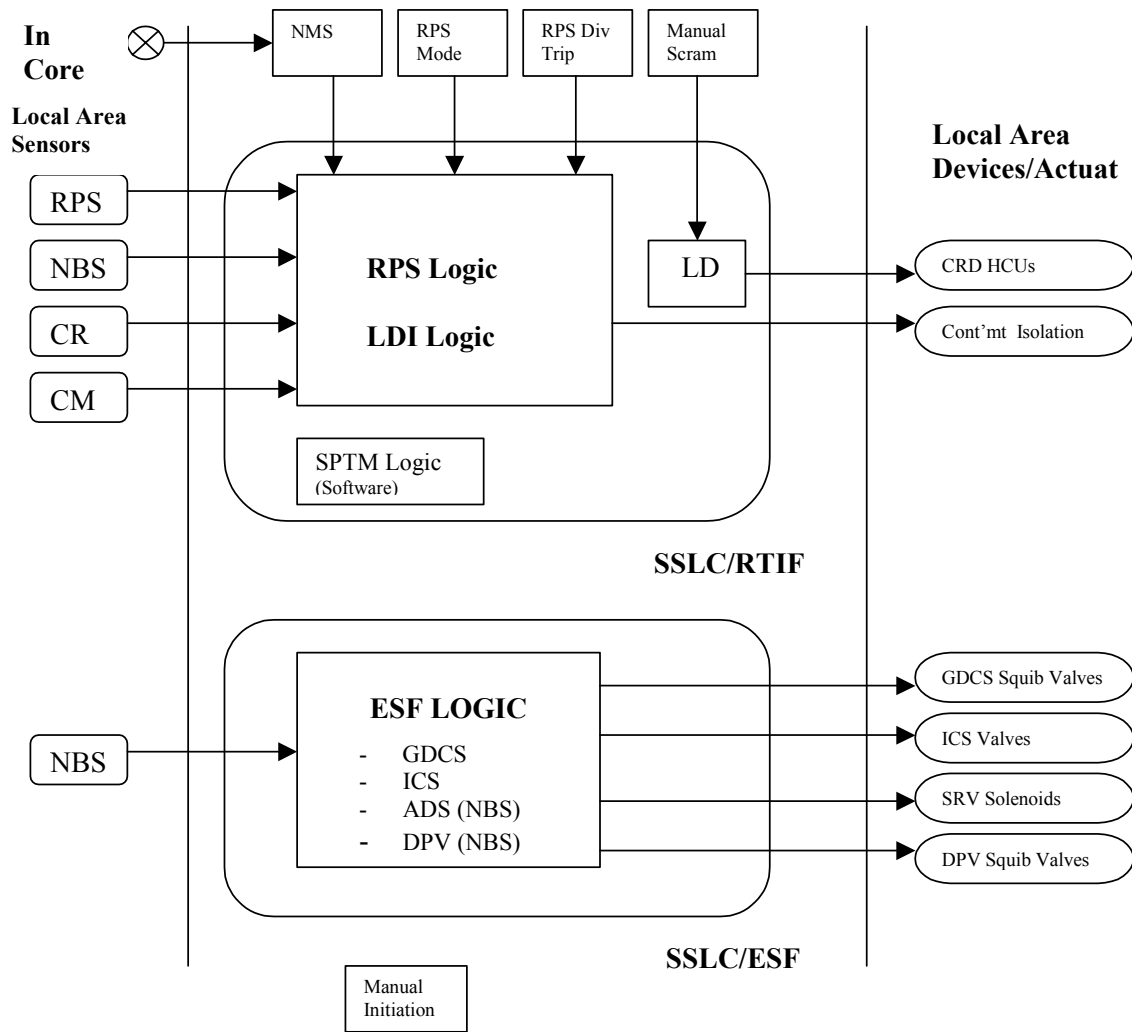 In
Core
NMS
RPS
Mode
RPS Div
Trip
Manual
Scram
Local Area
Sensors
Local Area
Devices/Actuat
RPS
NBS
CR
CM
RPS Logic
LDI Logic
LD
CRD HCUs
Cont’mt Isolation
SPTM Logic
(Software)
SSLC/RTIF
NBS
ESF LOGIC
- GDCS
- ICS
- ADS (NBS)
- DPV (NBS)
GDCS Squib Valves
ICS Valves
SRV Solenoids
DPV Squib Valves
SSLC/ESF
Manual
Initiation